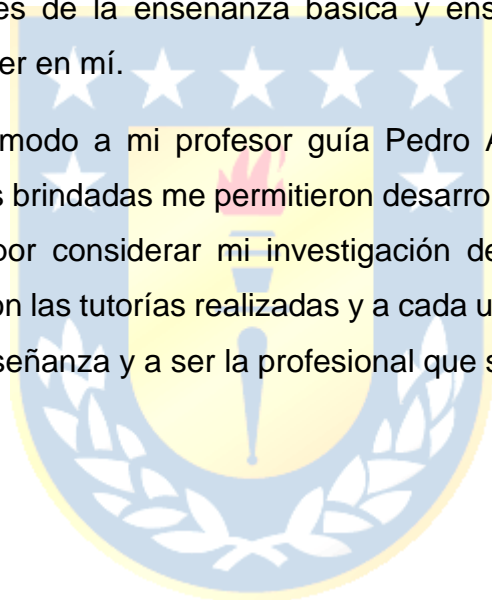 es de la enseñanza básica y ens
er en mí.
modo a mi profesor guía Pedro A
s brindadas me permitieron desarro
por considerar mi investigación de
on las tutorías realizadas y a cada u
señanza y a ser la profesional que s